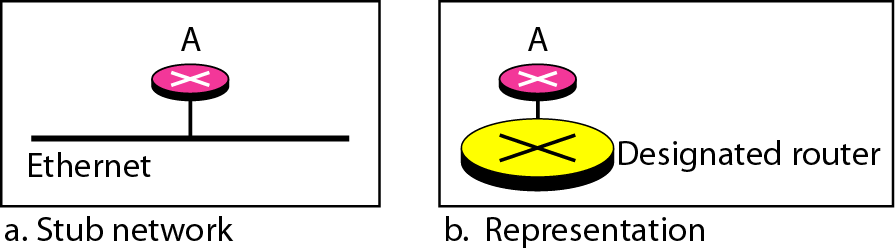 A
Ethernet
a. Stub network
A
Designated router
b. Representation